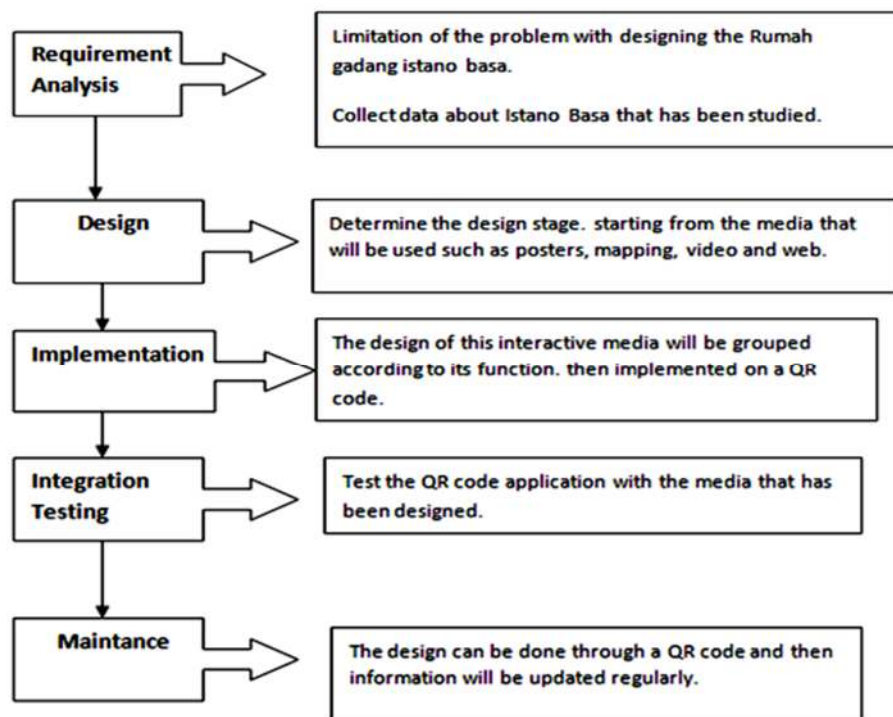 Requirement
Analysis
Limitation of the problem with designing the Rumah
gadang istano basa.
Collect data about Istano Basa that has been studied.
Design
Determine the design stage. starting from the media that
will be used such as posters, mapping, video and web.
Implementation
The design of this interactive media will be grouped
according to its function. then implemented on a QR
code.
Integration
Testing
Test the QR code application with the media that has
been designed.
Maintance
The design can be done through a QR code and then
information will be updated regularly.